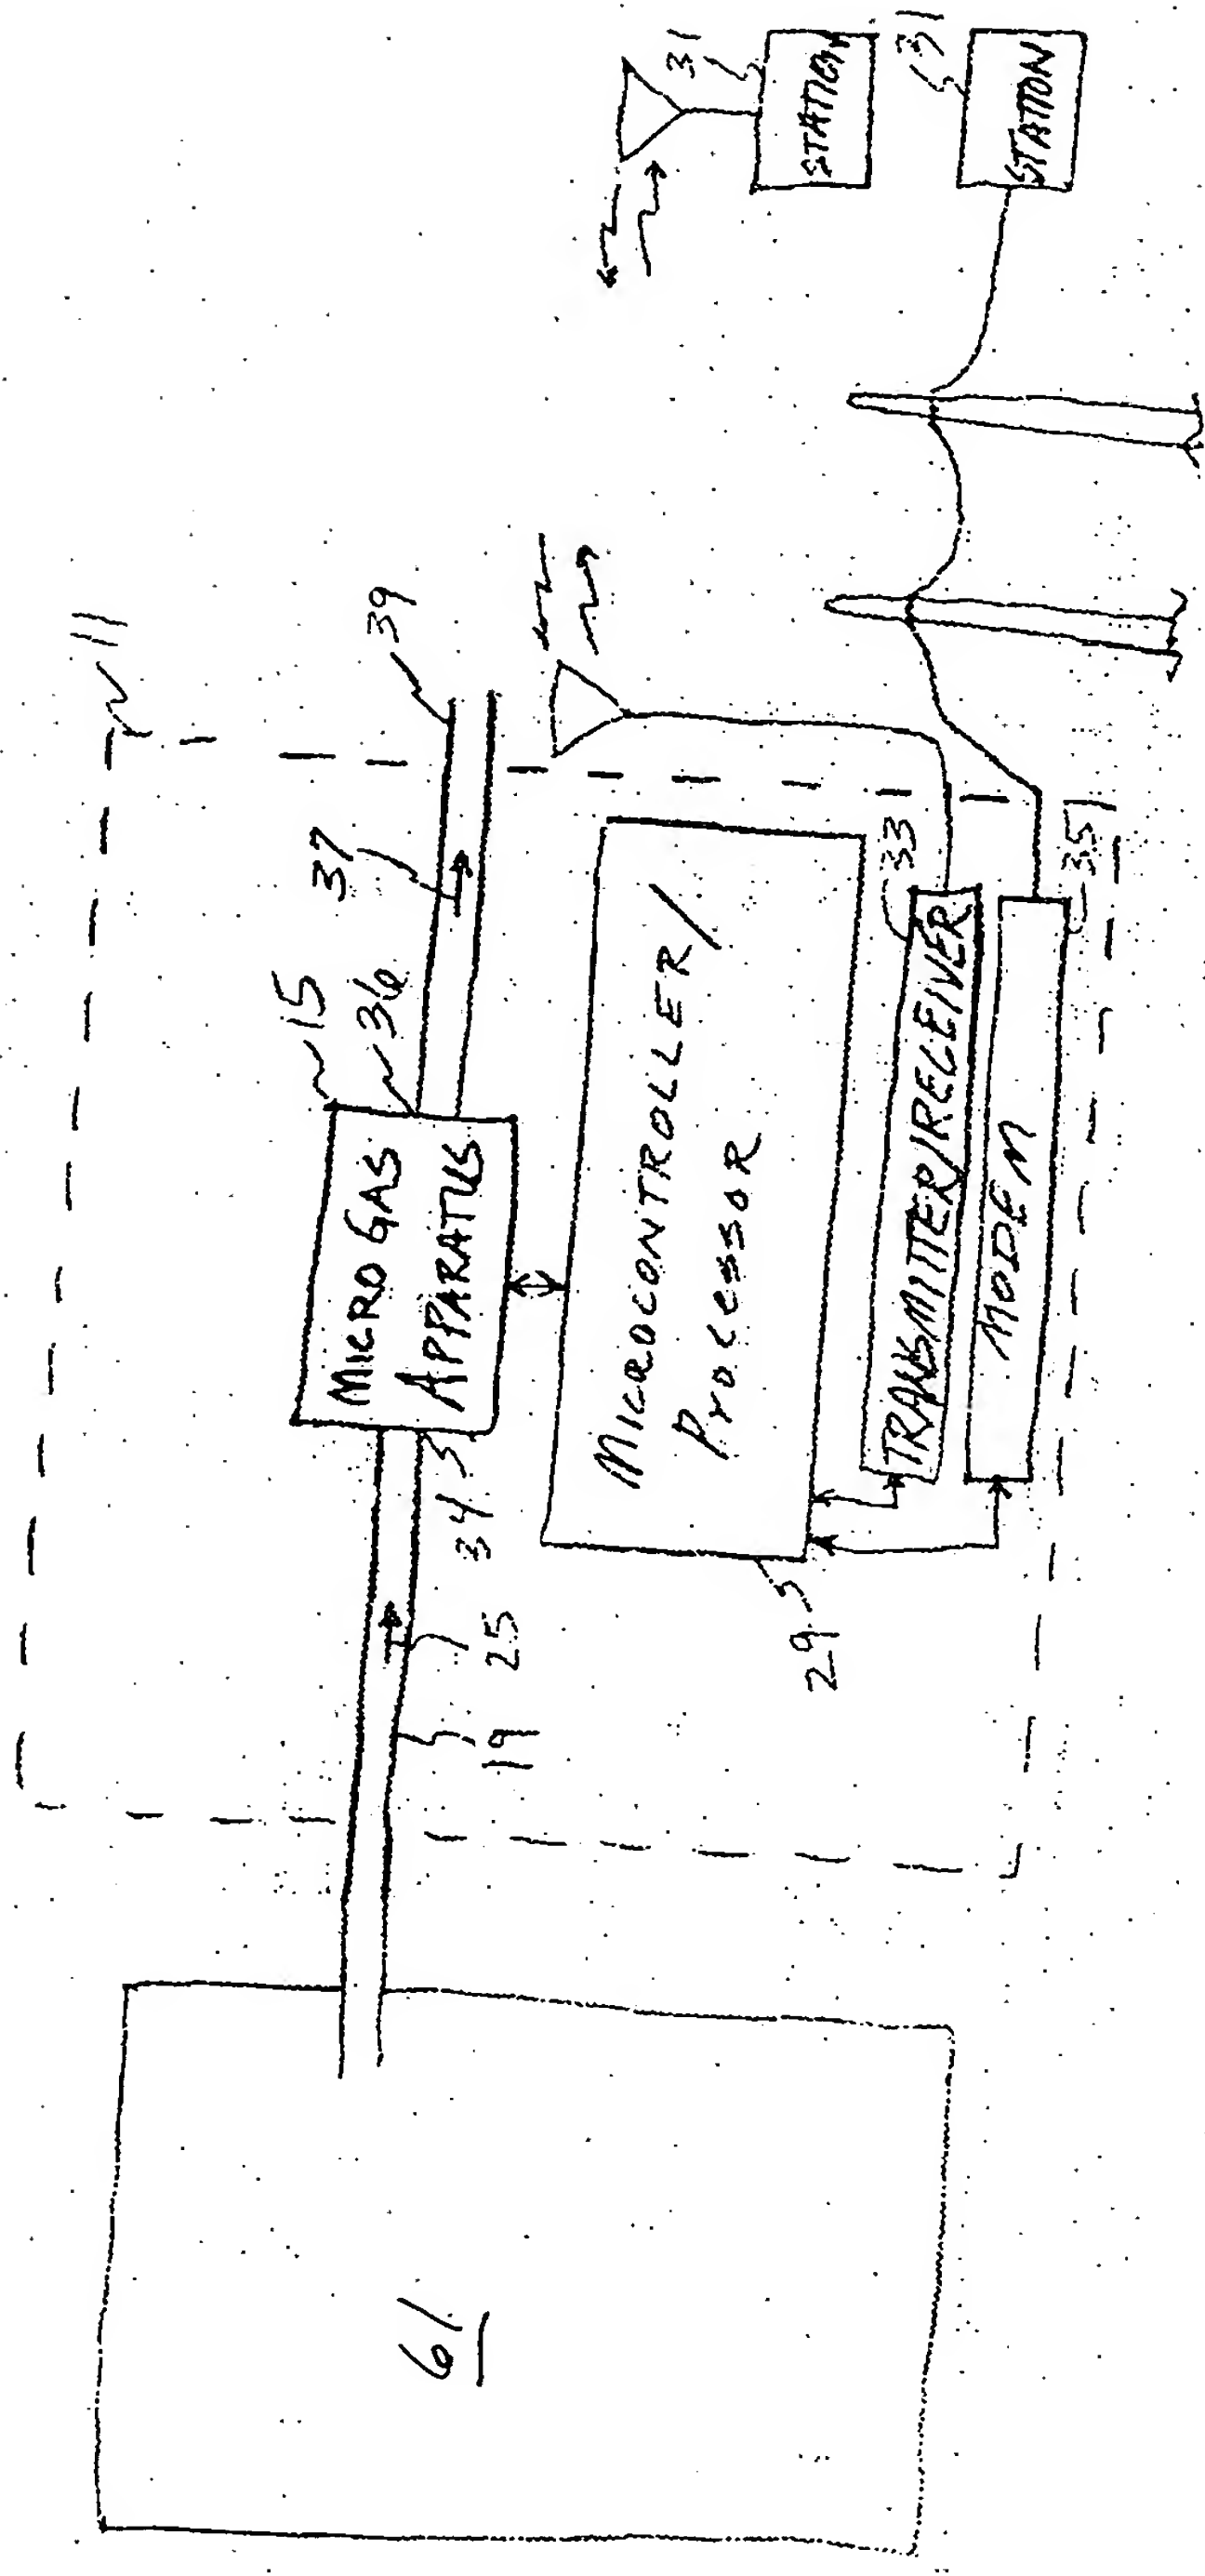 11
15
36
37
39
MICRO GAS
APPARATUS
34
25
19
61
MICROCONTROLLER/
Processor
29
TRANSMITTER/RECEIVER
33
MODEM
35
31
STATION
31
STATION